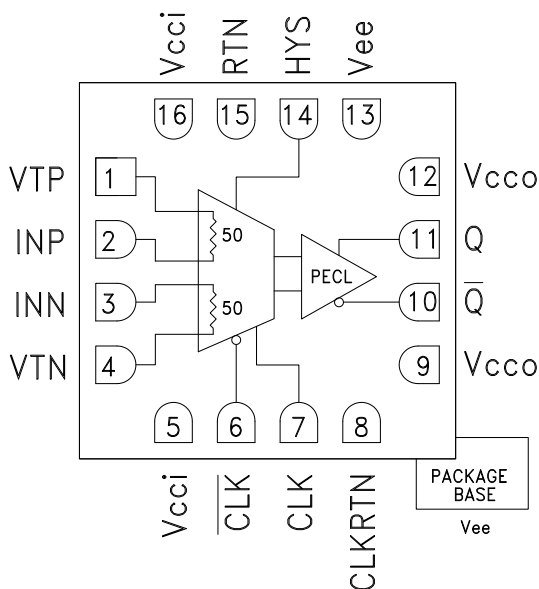 Vcci RTN HYS Vee
16 15 14 13
VTP 1 12 Vcco
50
INP 2 11 Q
PECL
INN 3 10 Q̅
50
VTN 4 9 Vcco
5 6 7 8
Vcci C̅L̅K̅ CLK CLKRTN
PACKAGE
BASE
Vee